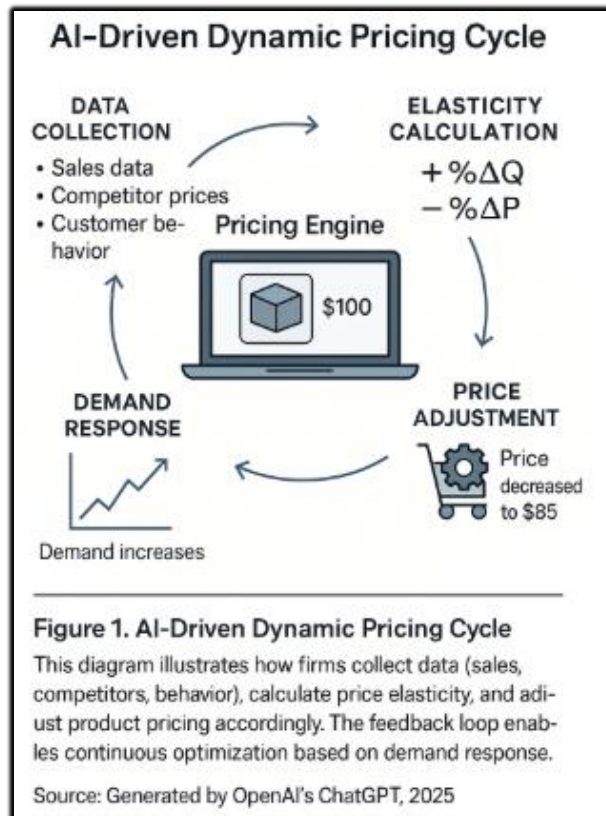 AI-Driven Dynamic Pricing Cycle
DATA
COLLECTION
• Sales data
• Competitor prices
• Customer be-
havior
ELASTICITY
CALCULATION
+ %ΔQ
− %ΔP
Pricing Engine
$100
PRICE
ADJUSTMENT
Price
decreased
to $85
DEMAND
RESPONSE
Demand increases
Figure 1. AI-Driven Dynamic Pricing Cycle
This diagram illustrates how firms collect data (sales,
competitors, behavior), calculate price elasticity, and adi-
ust product pricing accordingly. The feedback loop enab-
les continuous optimization based on demand response.
Source: Generated by OpenAI's ChatGPT, 2025